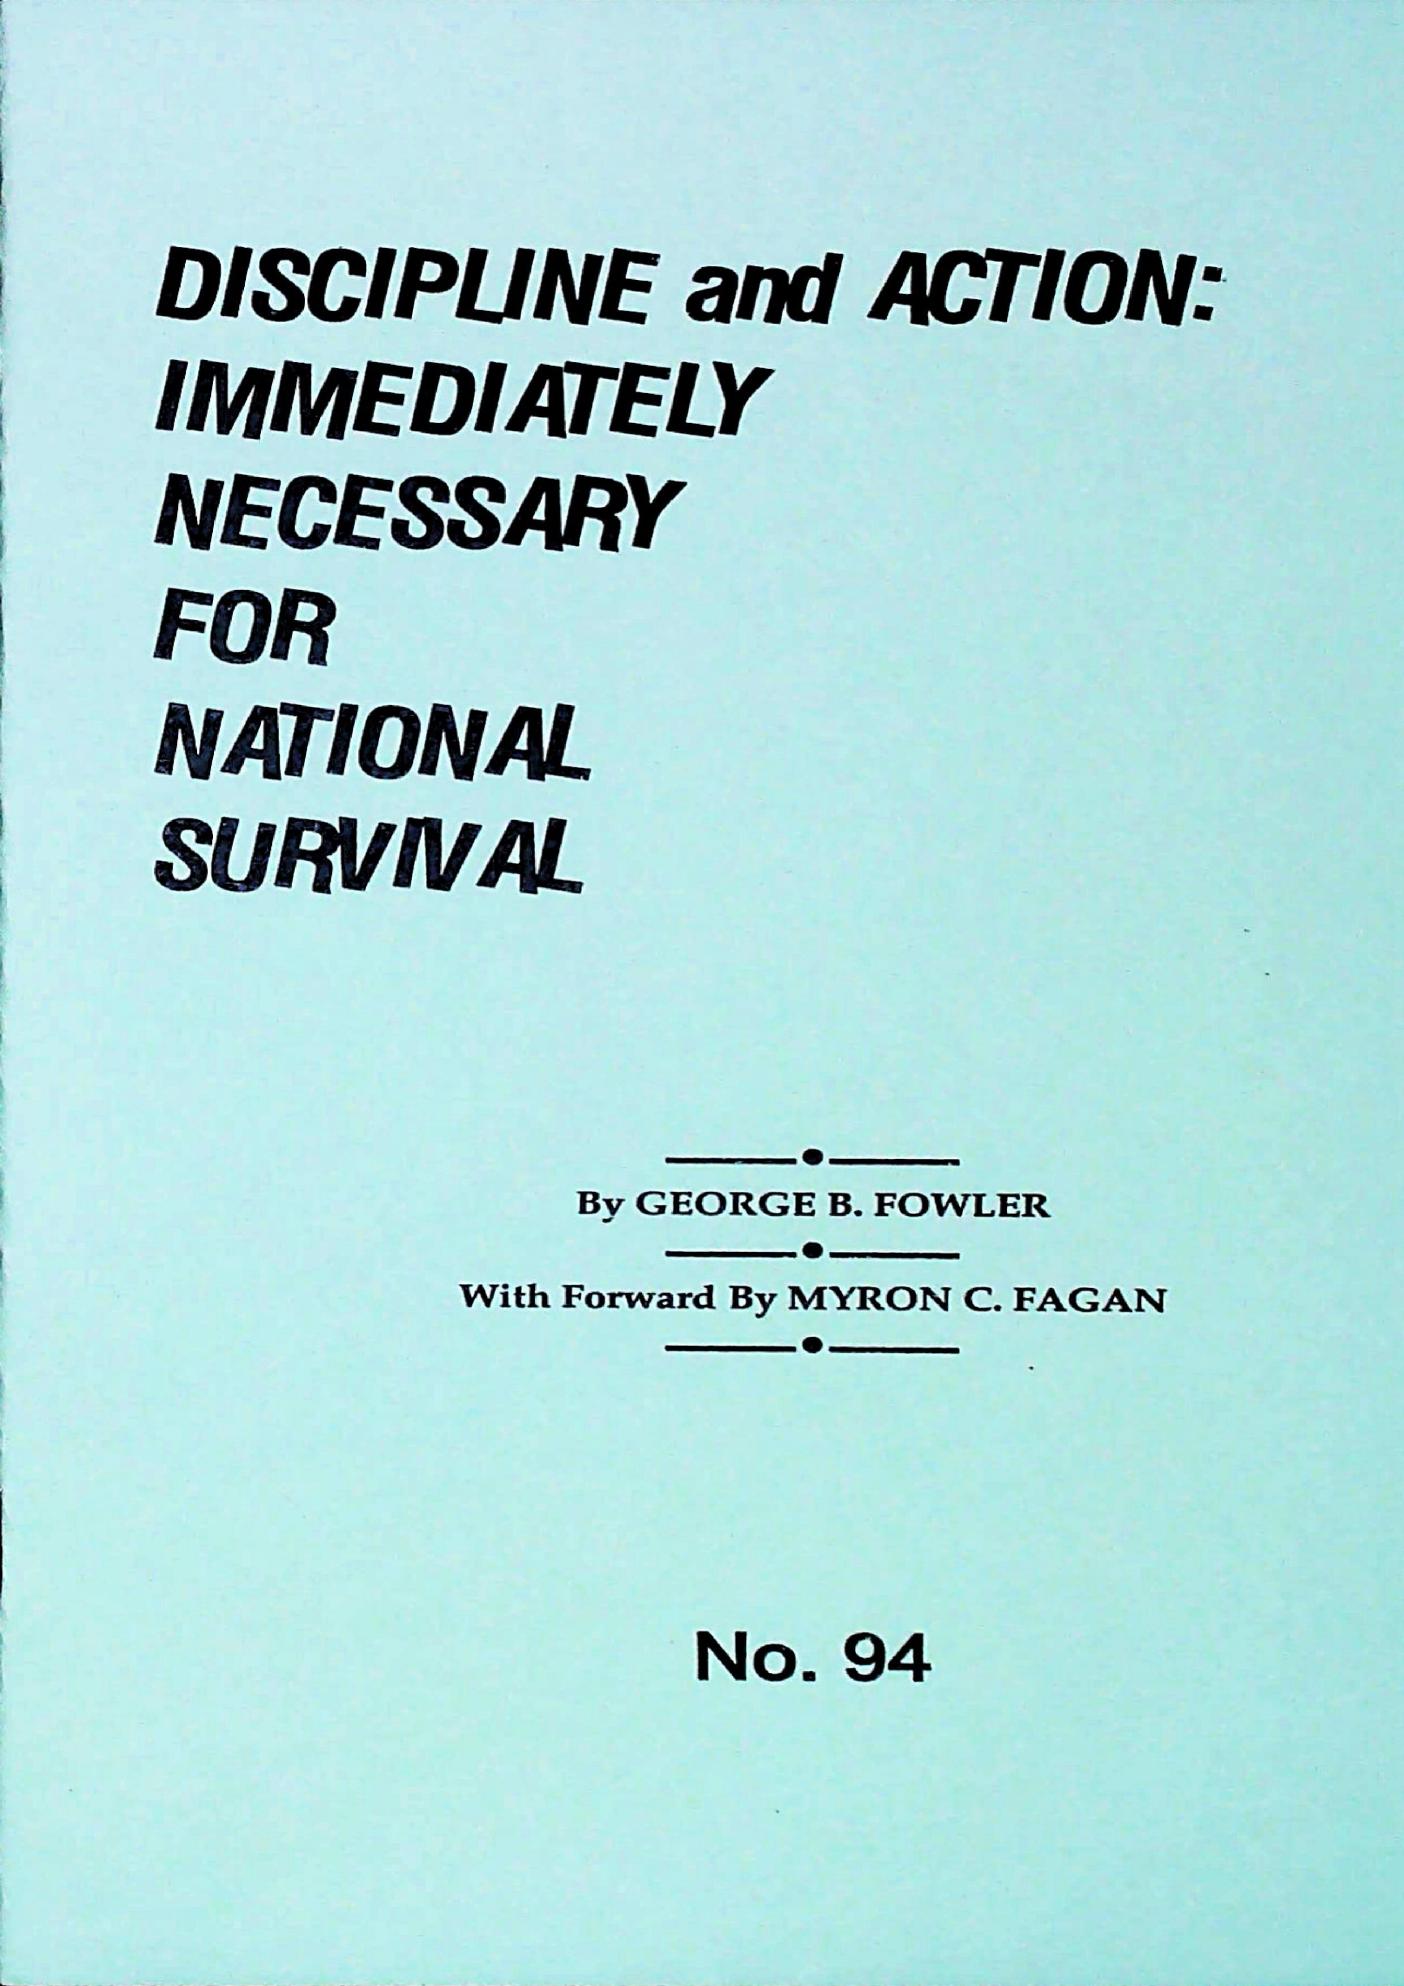 DISCIPLINE and ACTION:
IMMEDIATELY
NECESSARY
FOR
NATIONAL
SURVIVAL
By GEORGE B. FOWLER
With Forward By MYRON C. FAGAN
No. 94